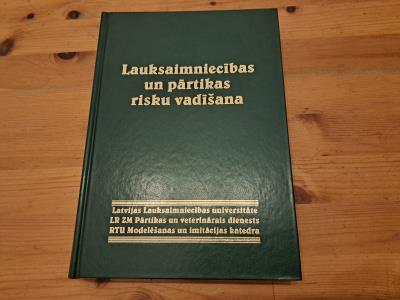 Lauksaimniecības
un pārtikas
risku vadīšana
Latvijas Lauksaimniecības universitāte
LR ZM Pārtikas un veterinārais dienests
RTU Modelēšanas un imitācijas katedra